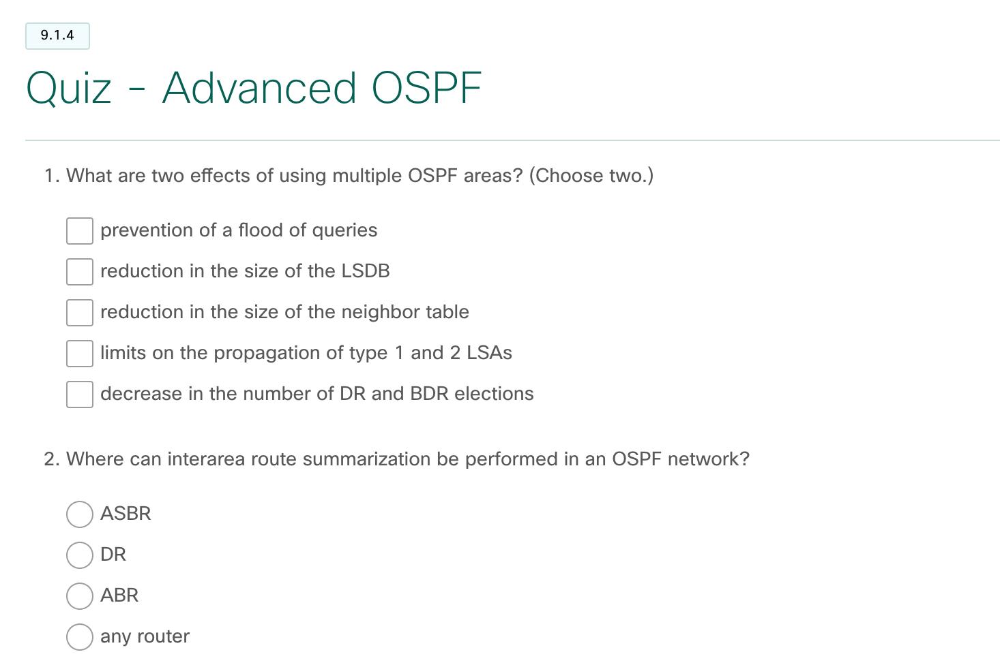 9.1.4
Quiz - Advanced OSPF
1. What are two effects of using multiple OSPF areas? (Choose two.)
prevention of a flood of queries
reduction in the size of the LSDB
reduction in the size of the neighbor table
limits on the propagation of type 1 and 2 LSAs
decrease in the number of DR and BDR elections
2. Where can interarea route summarization be performed in an OSPF network?
ASBR
DR
ABR
any router